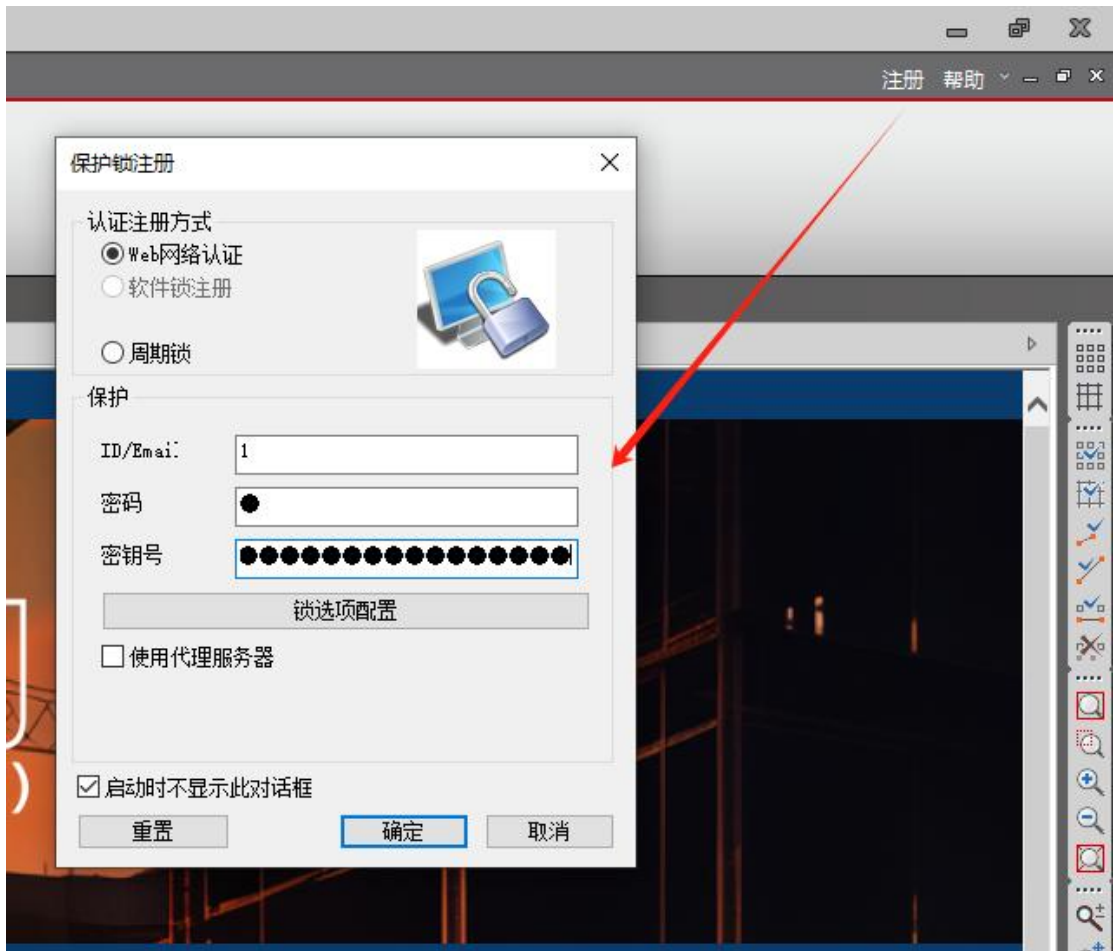 注册 帮助
保护锁注册
认证注册方式
Web网络认证
软件锁注册
周期锁
保护
ID/Email
1
密码
密钥号
锁选项配置
使用代理服务器
)
启动时不显示此对话框
重置 确定 取消